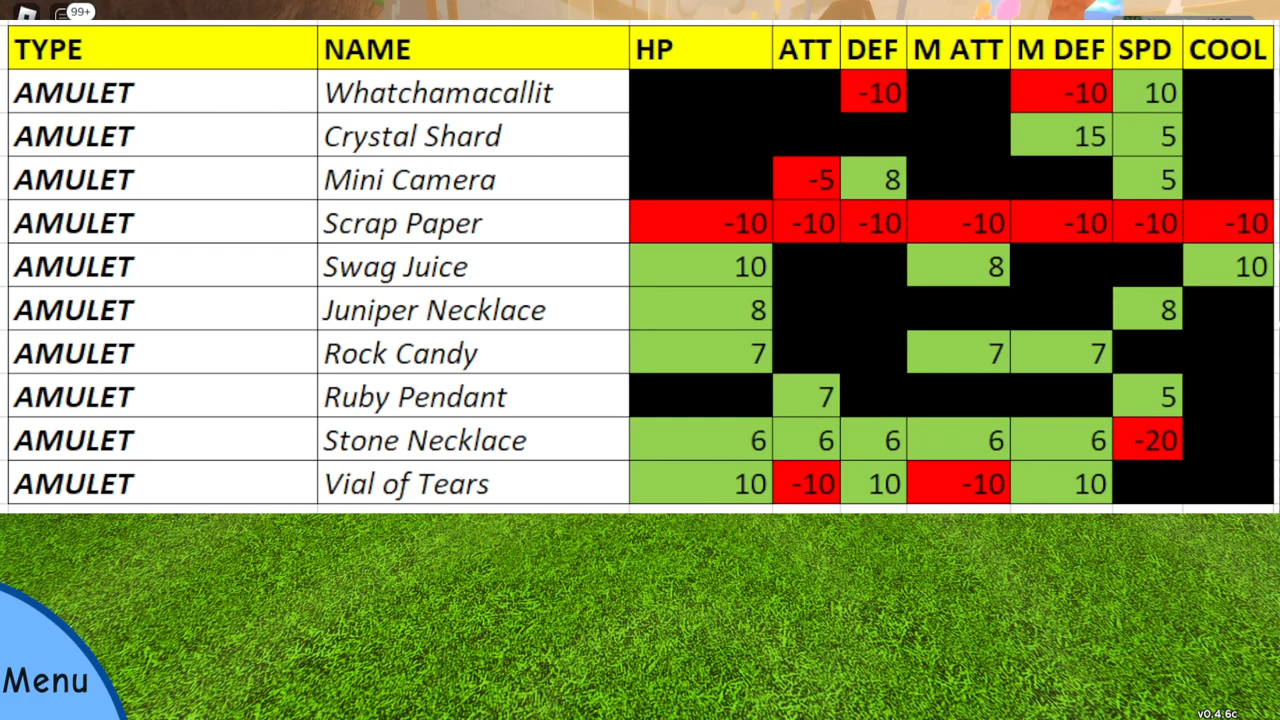 99+
TYPE NAME HP ATT DEF M ATT M DEF SPD COOL
AMULET Whatchamacallit -10 -10 10
AMULET Crystal Shard 15 5
AMULET Mini Camera -5 8 5
AMULET Scrap Paper -10 -10 -10 -10 -10 -10 -10
AMULET Swag Juice 10 8 10
AMULET Juniper Necklace 8 8
AMULET Rock Candy 7 7 7
AMULET Ruby Pendant 7 5
AMULET Stone Necklace 6 6 6 6 6 -20
AMULET Vial of Tears 10 -10 10 -10 10
Menu
v0.4.6c